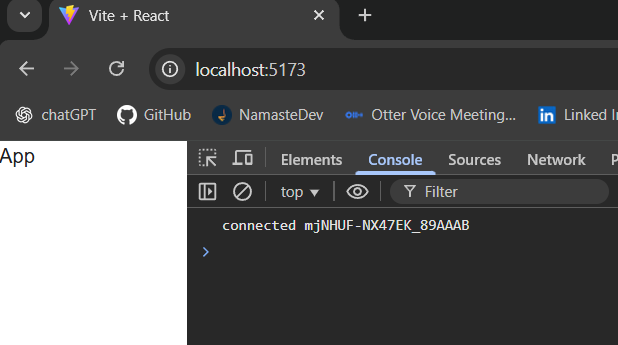 Vite + React
localhost:5173
chatGPT GitHub NamasteDev Otter Voice Meeting... Linked In
App
Elements Console Sources Network
top Filter
connected mjNHUF-NX47EK_89AAAB